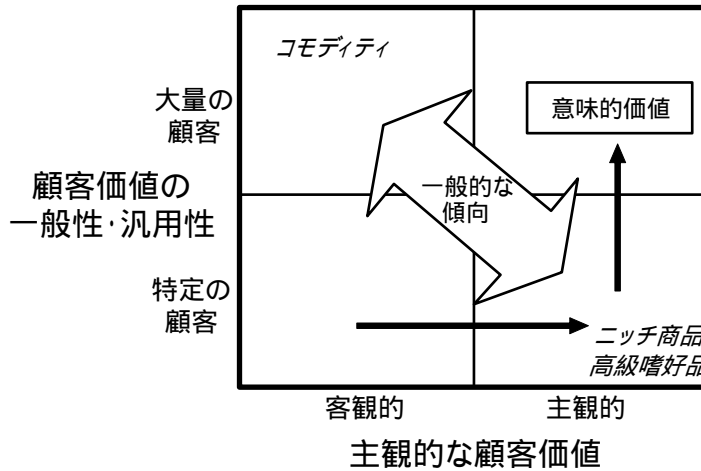 コモディティ
大量の
顧客
意味的価値
顧客価値の
一般性・汎用性
一般的な
傾向
特定の
顧客
ニッチ商品
高級嗜好品
客観的
主観的
主観的な顧客価値